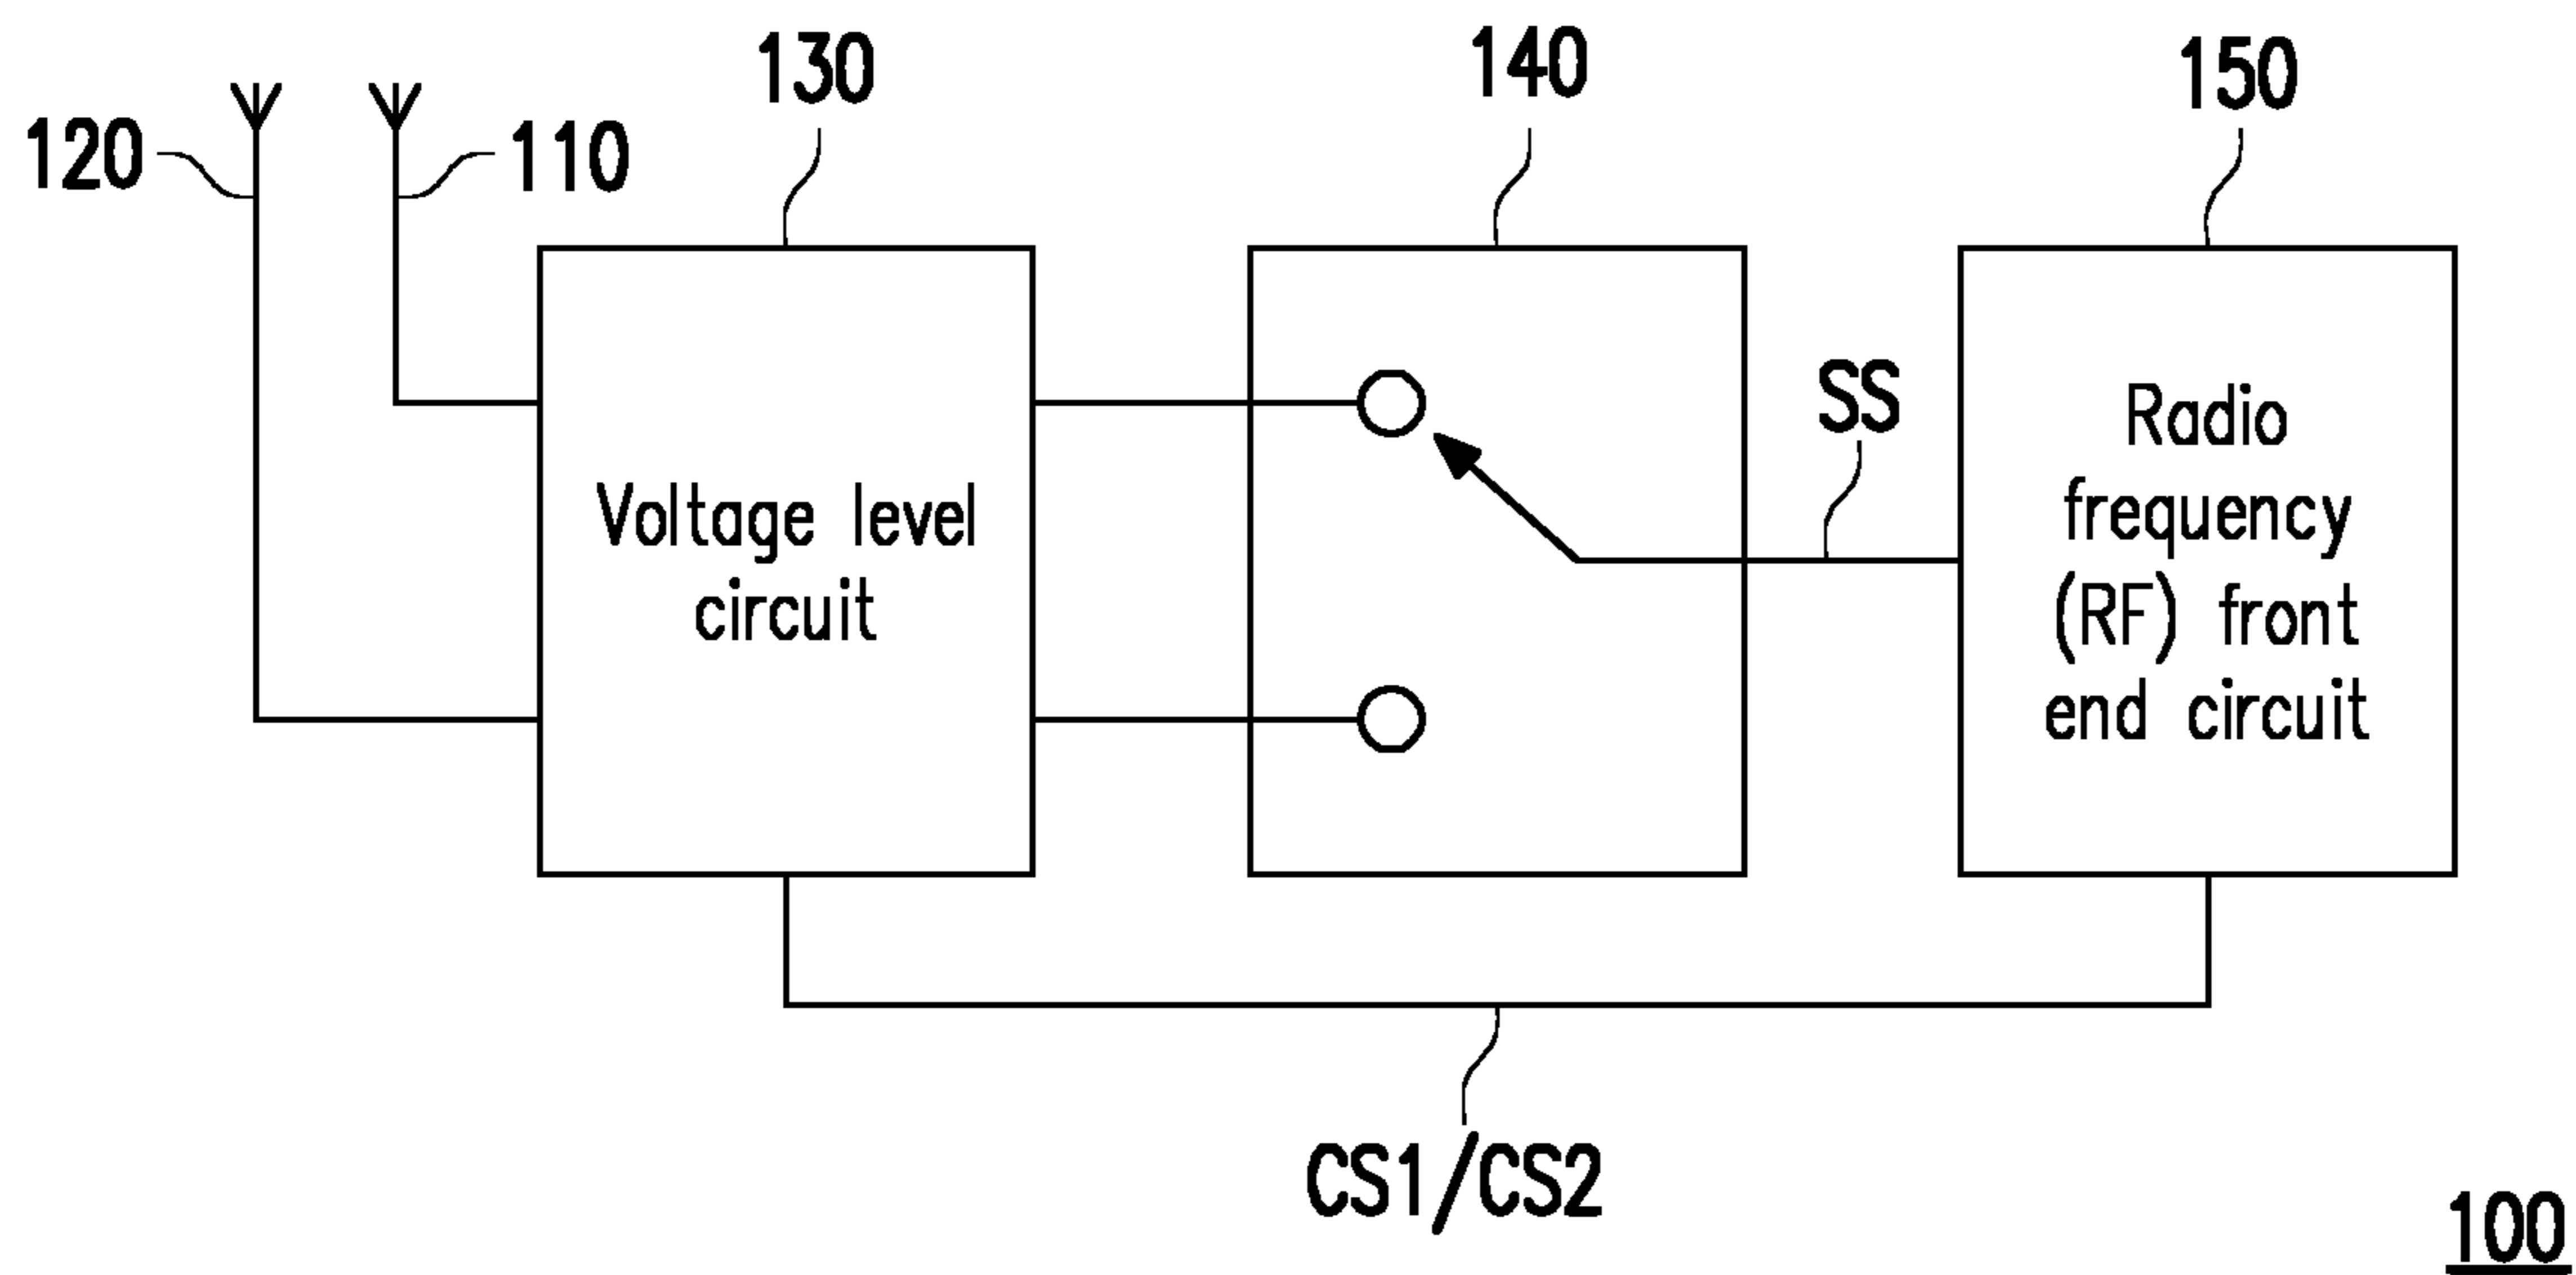 130
140
150
120
110
SS
Voltage level
circuit
Radio
frequency
(RF) front
end circuit
CS1/CS2
100